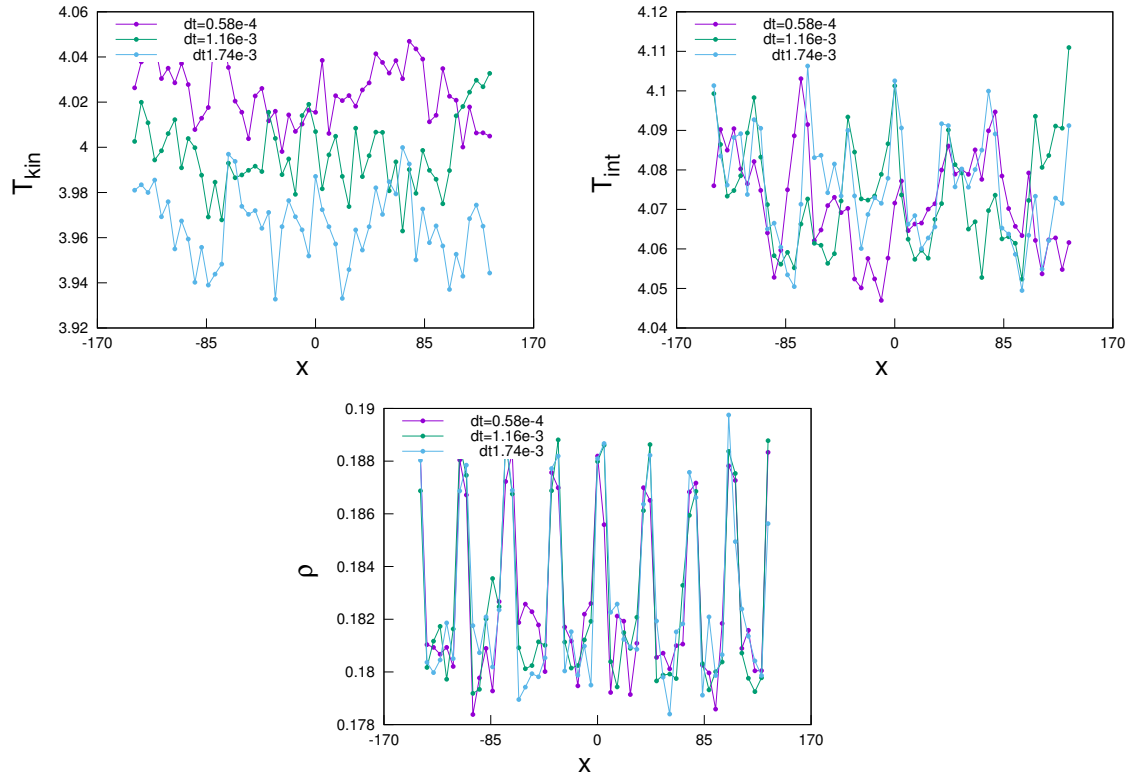 4.06
4.04
4.02
4
3.98
3.96
3.94
3.92
T_kin
dt=0.58e-4
dt=1.16e-3
dt1.74e-3
-170
-85
0
85
170
x
4.12
4.11
4.10
4.09
4.08
4.07
4.06
4.05
4.04
T_int
dt=0.58e-4
dt=1.16e-3
dt1.74e-3
-170
-85
0
85
170
x
0.19
0.188
0.186
0.184
0.182
0.18
0.178
ρ
dt=0.58e-4
dt=1.16e-3
dt1.74e-3
-170
-85
0
85
170
x